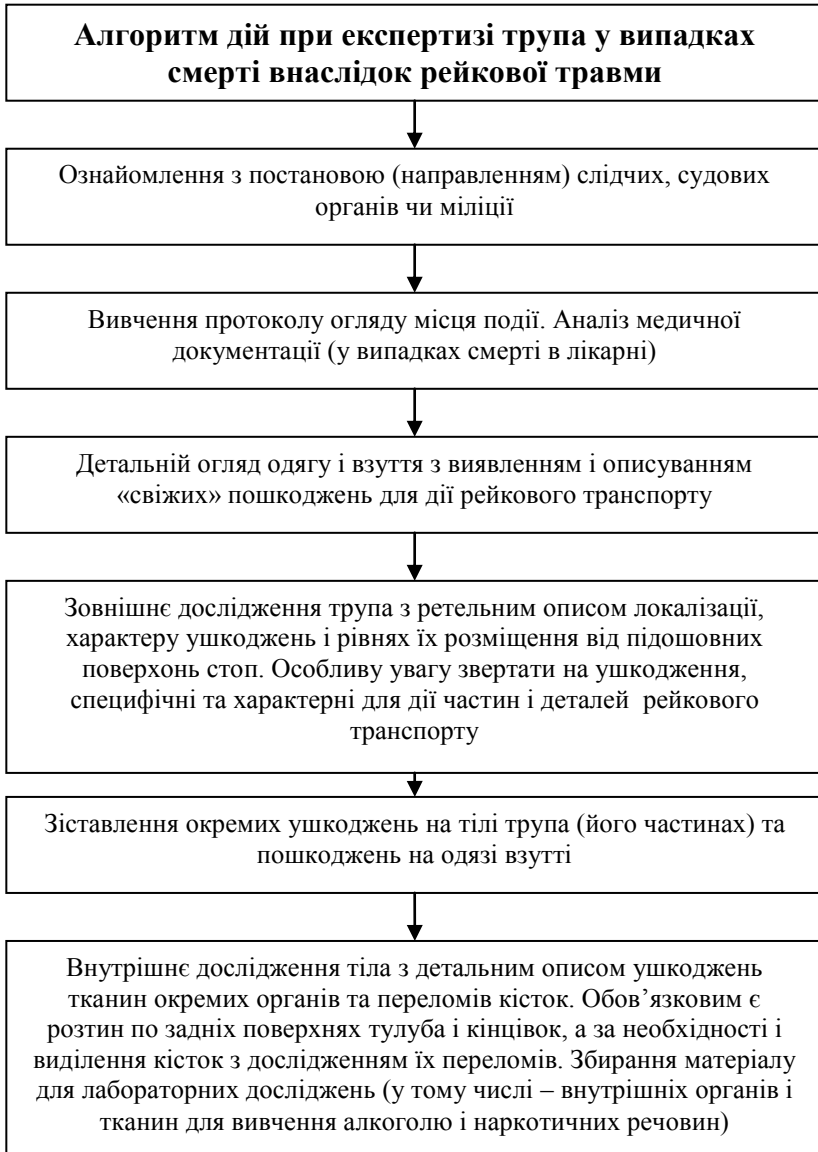 Алгоритм дій при експертизі трупа у випадках
смерті внаслідок рейкової травми
Ознайомлення з постановою (направленням) слідчих, судових
органів чи міліції
Вивчення протоколу огляду місця події. Аналіз медичної
документації (у випадках смерті в лікарні)
Детальній огляд одягу і взуття з виявленням і описуванням
«свіжих» пошкоджень для дії рейкового транспорту
Зовнішнє дослідження трупа з ретельним описом локалізації,
характеру ушкоджень і рівнях їх розміщення від підошовних
поверхонь стоп. Особливу увагу звертати на ушкодження,
специфічні та характерні для дії частин і деталей рейкового
транспорту
Зіставлення окремих ушкоджень на тілі трупа (його частинах) та
пошкоджень на одязі взутті
Внутрішнє дослідження тіла з детальним описом ушкоджень
тканин окремих органів та переломів кісток. Обов’язковим є
розтин по задніх поверхнях тулуба і кінцівок, а за необхідності і
виділення кісток з дослідженням їх переломів. Збирання матеріалу
для лабораторних досліджень (у тому числі – внутрішніх органів і
тканин для вивчення алкоголю і наркотичних речовин)